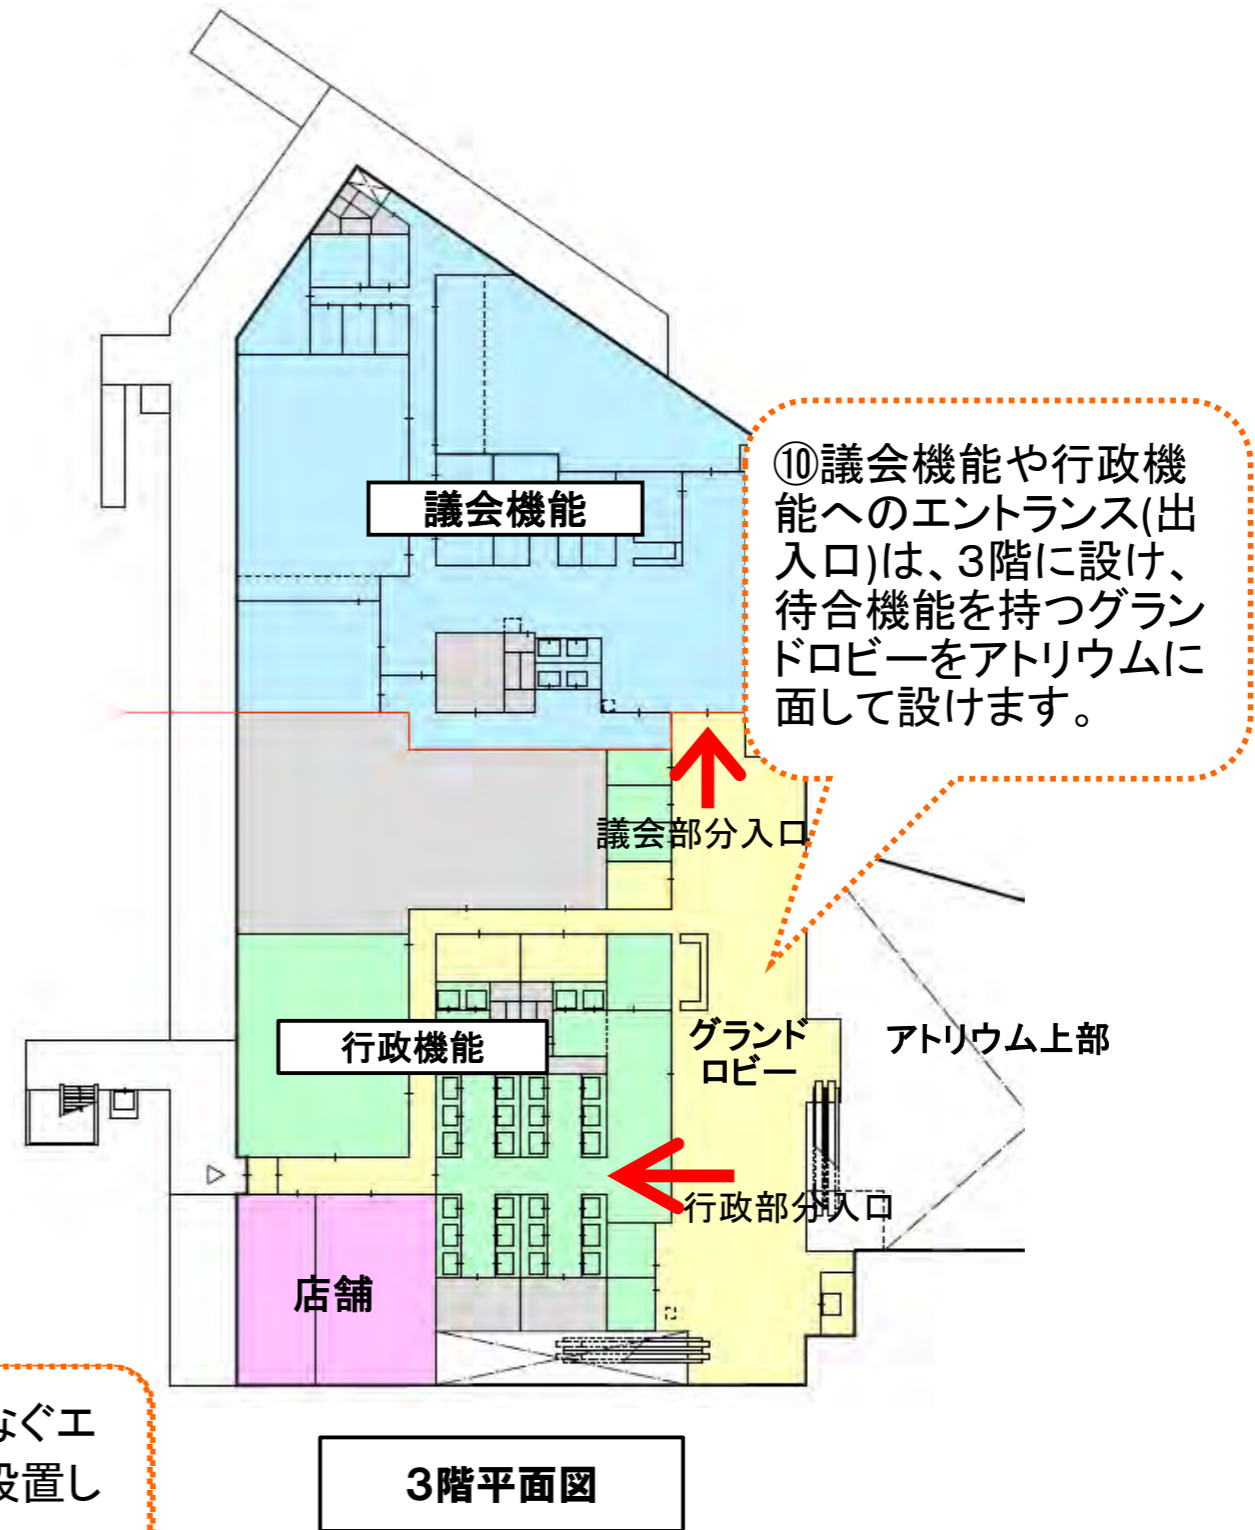 議会機能
⑩議会機能や行政機
能へのエントランス(出
入口)は、3階に設け、
待合機能を持つグラン
ドロビーをアトリウムに
面して設けます。
議会部分入口
行政機能
グランド
ロビー
アトリウム上部
行政部分入口
店舗
なぐエ
設置し
3階平面図